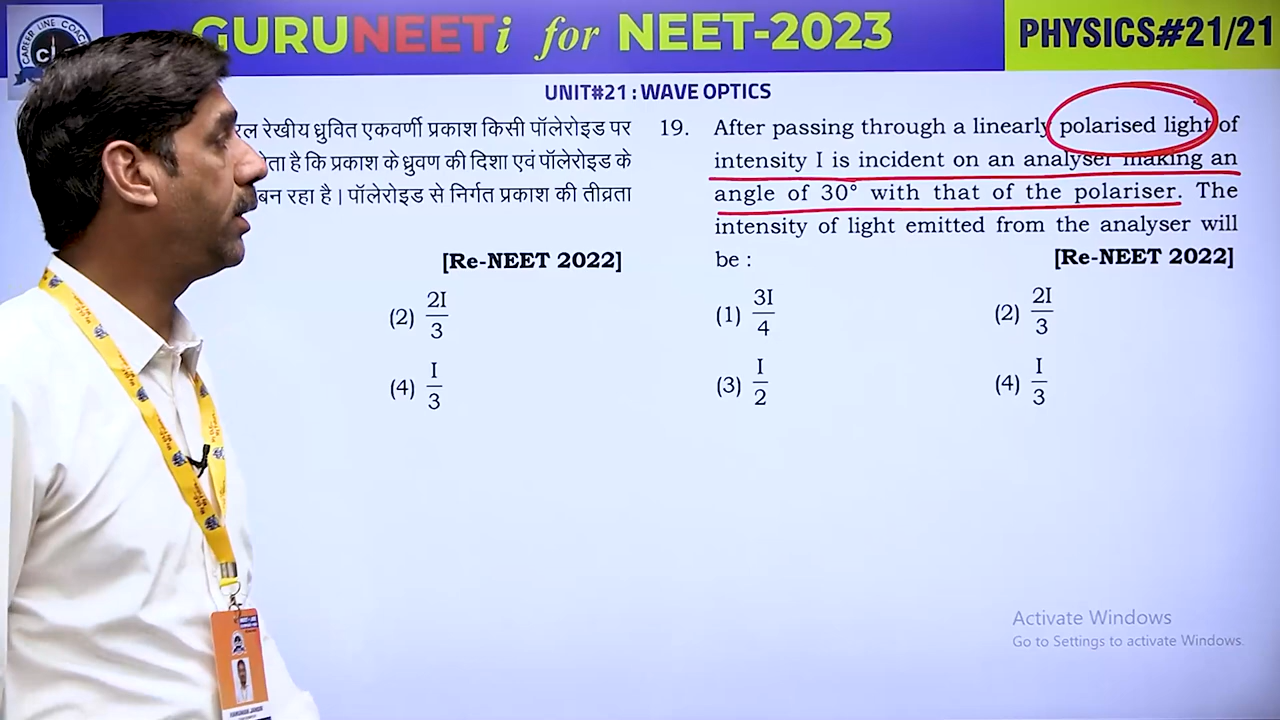 GURUNEETi for NEET-2023
PHYSICS#21/21
CAREER LINE COACHING
UNIT#21 : WAVE OPTICS
रल रेखीय ध्रुवित एकवर्णी प्रकाश किसी पॉलेरोइड पर
होता है कि प्रकाश के ध्रुवण की दिशा एवं पॉलेरोइड के
बन रहा है। पॉलेरोइड से निर्गत प्रकाश की तीव्रता
[Re-NEET 2022]
(2) 2I/3
(4) I/3
19. After passing through a linearly polarised light of
intensity I is incident on an analyser making an
angle of 30° with that of the polariser. The
intensity of light emitted from the analyser will
be : [Re-NEET 2022]
(1) 3I/4 (2) 2I/3
(3) I/2 (4) I/3
Activate Windows
Go to Settings to activate Windows.